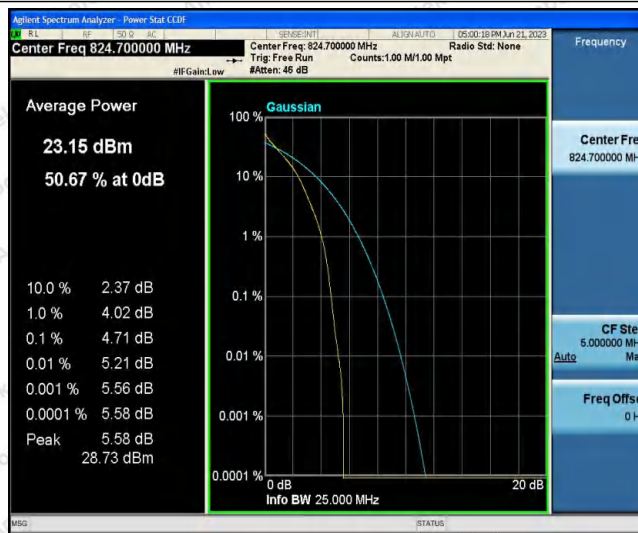 Agilent Spectrum Analyzer - Power Stat CCDF
RL RF 50 Ω AC SENSE:INT ALIGN AUTO 05:00:18 PM Jun 21, 2023
Center Freq 824.700000 MHz
Center Freq: 824.700000 MHz Radio Std: None
Trig: Free Run Counts:1.00 M/1.00 Mpt
#IFGain:Low #Atten: 46 dB
Frequency
Average Power
23.15 dBm
50.67 % at 0dB
10.0 % 2.37 dB
1.0 % 4.02 dB
0.1 % 4.71 dB
0.01 % 5.21 dB
0.001 % 5.56 dB
0.0001 % 5.58 dB
Peak 5.58 dB
28.73 dBm
Gaussian
100 %
10 %
1 %
0.1 %
0.01 %
0.001 %
0.0001 %
0 dB 20 dB
Info BW 25.000 MHz
Center Fre
824.700000 MH
CF Ste
5.000000 MH
Auto Ma
Freq Offse
0 H
MSG STATUS